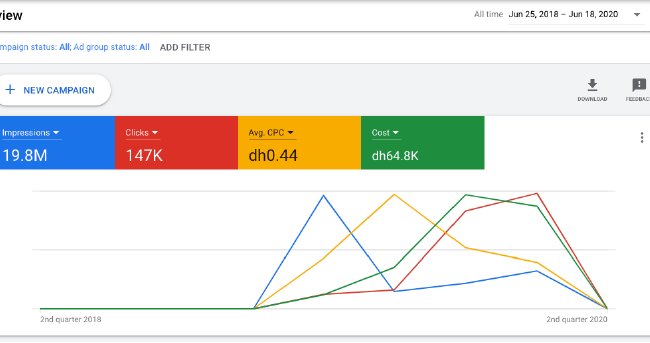 view
All time Jun 25, 2018 – Jun 18, 2020
mpaign status: All; Ad group status: All ADD FILTER
+ NEW CAMPAIGN
DOWNLOAD
FEEDBAC
Impressions Clicks Avg. CPC Cost
19.8M 147K dh0.44 dh64.8K
2nd quarter 2018 2nd quarter 2020